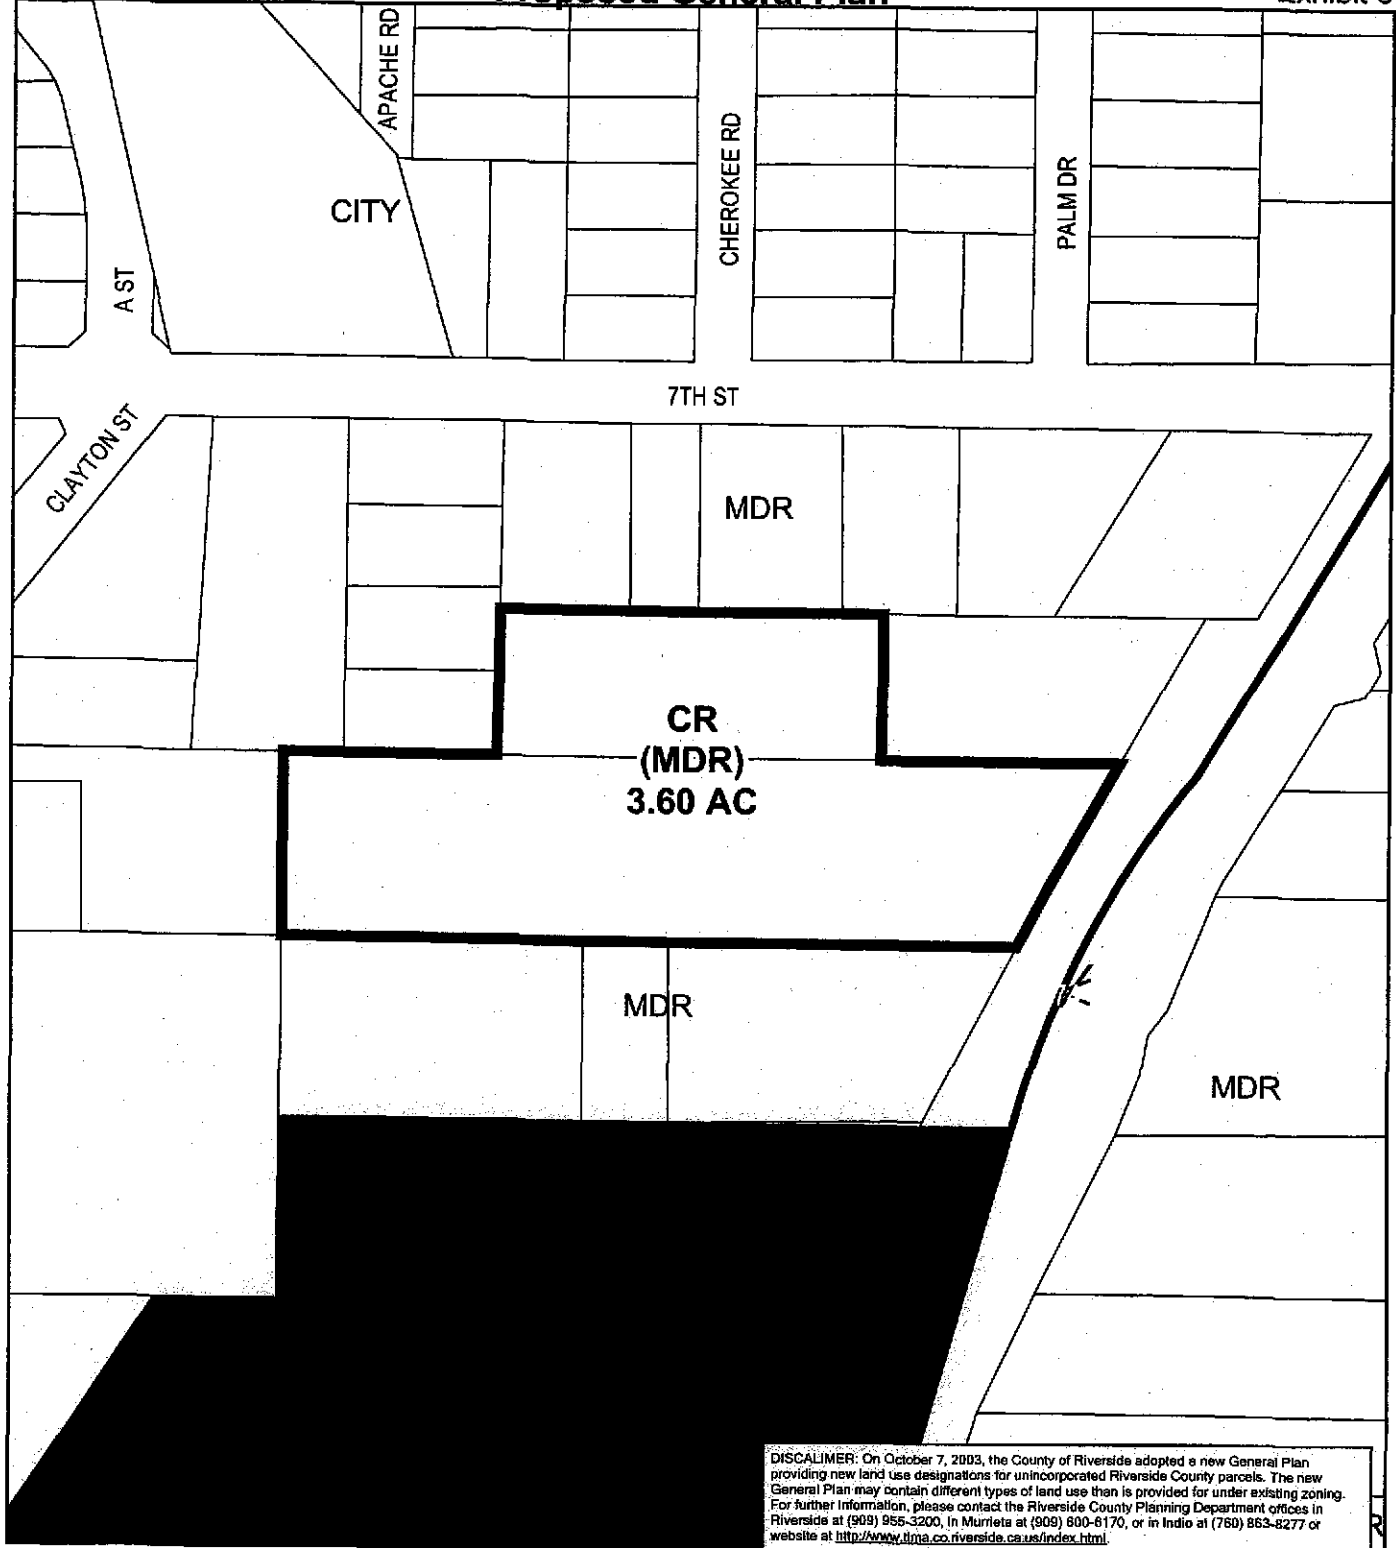 Proposed General Plan
APACHE RD
CITY
CHEROKEE RD
PALM DR
A ST
7TH ST
CLAYTON ST
MDR
CR
(MDR)
3.60 AC
MDR
MDR
DISCALIMER: On October 7, 2003, the County of Riverside adopted a new General Plan
providing new land use designations for unincorporated Riverside County parcels. The new
General Plan may contain different types of land use than is provided for under existing zoning.
For further information, please contact the Riverside County Planning Department offices in
Riverside at (909) 955-3200, in Murrieta at (909) 600-6170, or in Indio at (760) 863-8277 or
website at http://www.tlma.co.riverside.ca.us/index.html
R